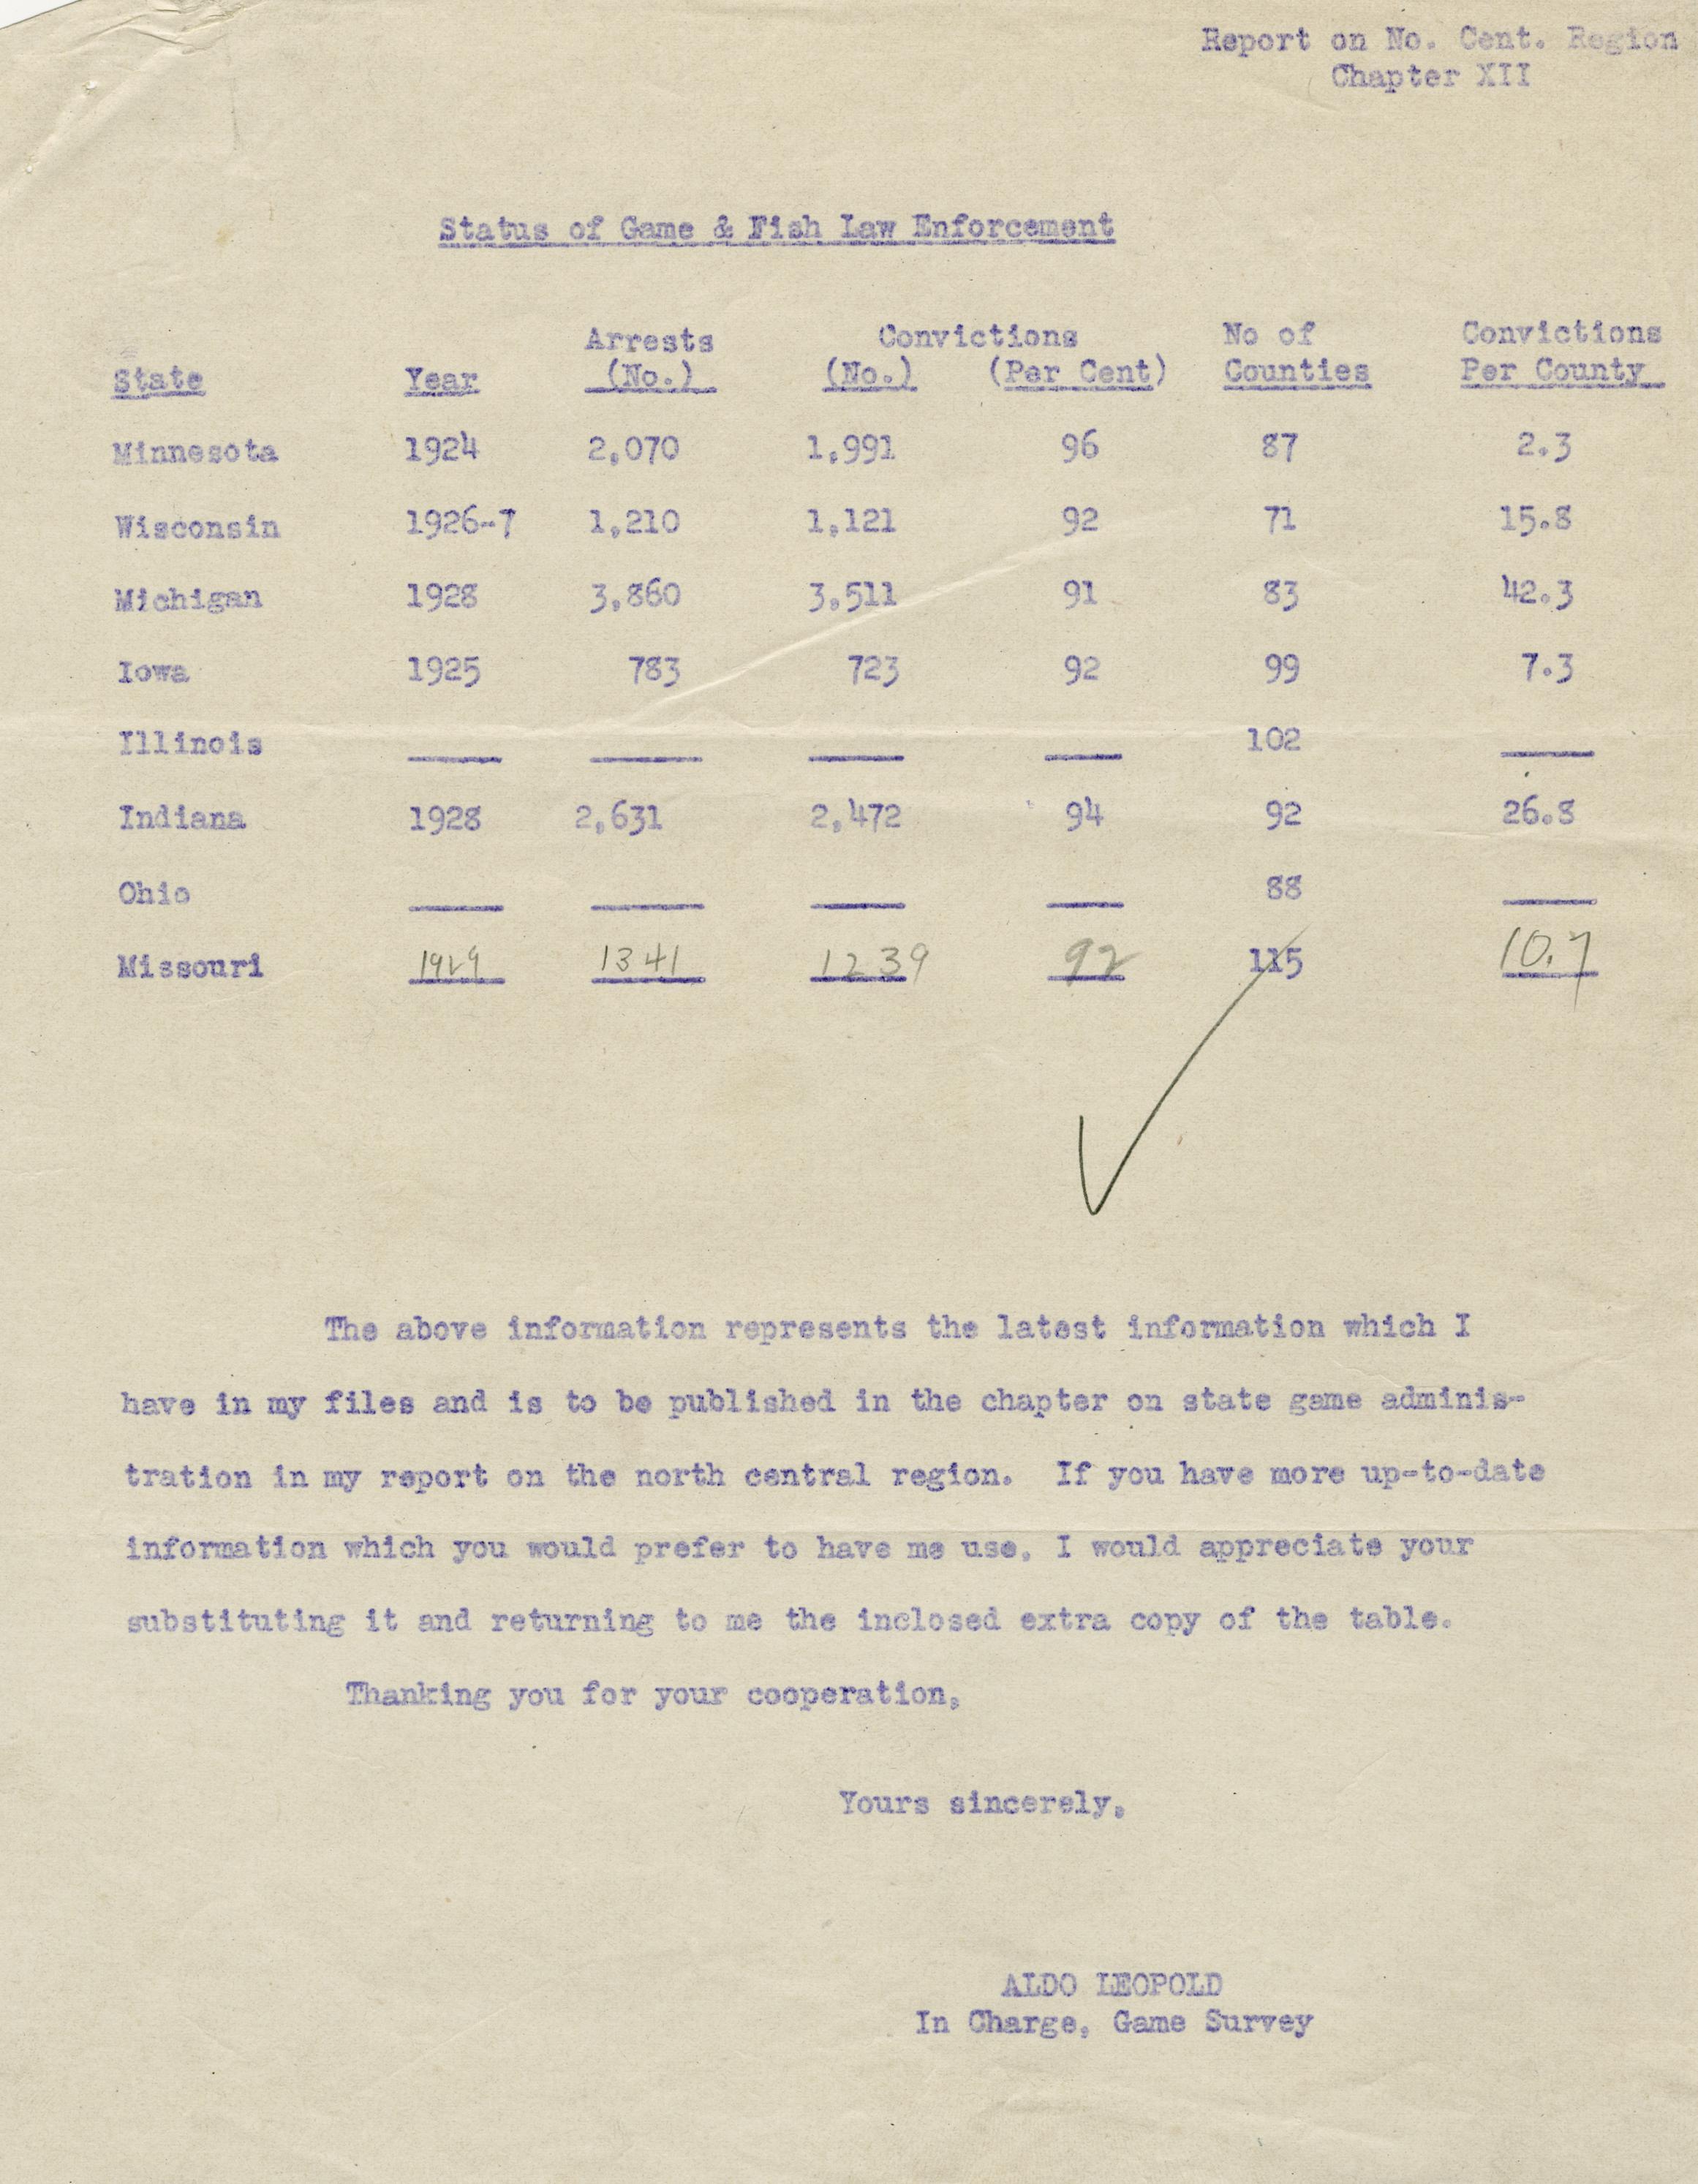 Report on No. Cent. Region
Chapter XII
Status of Game & Fish Law Enforcement
Arrests Convictions No of Convictions
State Year (No.) (No.) (Per Cent) Counties Per County
Minnesota 1924 2,070 1,991 96 87 2.3
Wisconsin 1926-7 1,210 1,121 92 71 15.8
Michigan 1928 3,860 3,511 91 83 42.3
Iowa 1925 783 723 92 99 7.3
Illinois 102
Indiana 1928 2,631 2,472 94 92 26.8
Ohio 88
Missouri 1929 1341 1239 92 115 10.7
The above information represents the latest information which I
have in my files and is to be published in the chapter on state game adminis-
tration in my report on the north central region. If you have more up-to-date
information which you would prefer to have me use, I would appreciate your
substituting it and returning to me the inclosed extra copy of the table.
Thanking you for your cooperation,
Yours sincerely,
ALDO LEOPOLD
In Charge, Game Survey